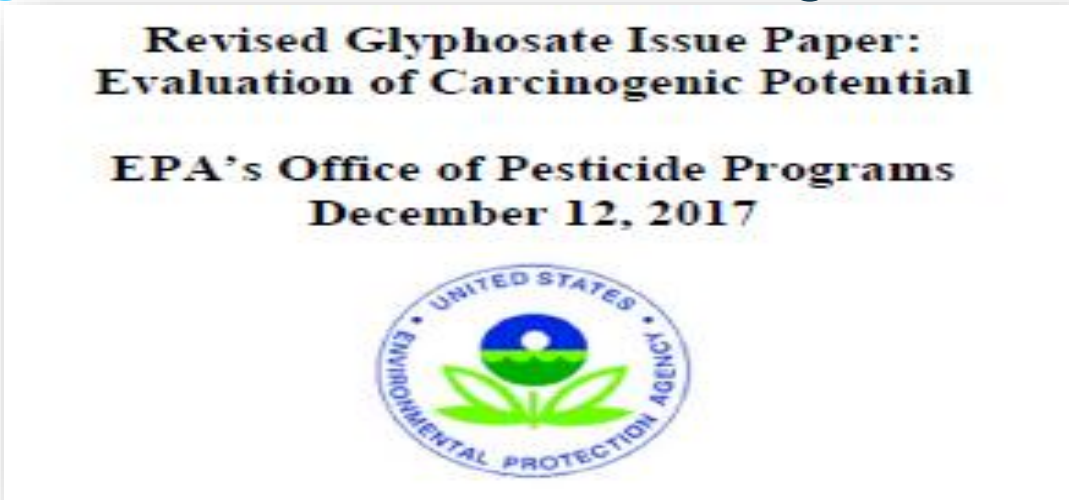 Revised Glyphosate Issue Paper:
Evaluation of Carcinogenic Potential
EPA's Office of Pesticide Programs
December 12, 2017
UNITED STATES
ENVIRONMENTAL PROTECTION AGENCY